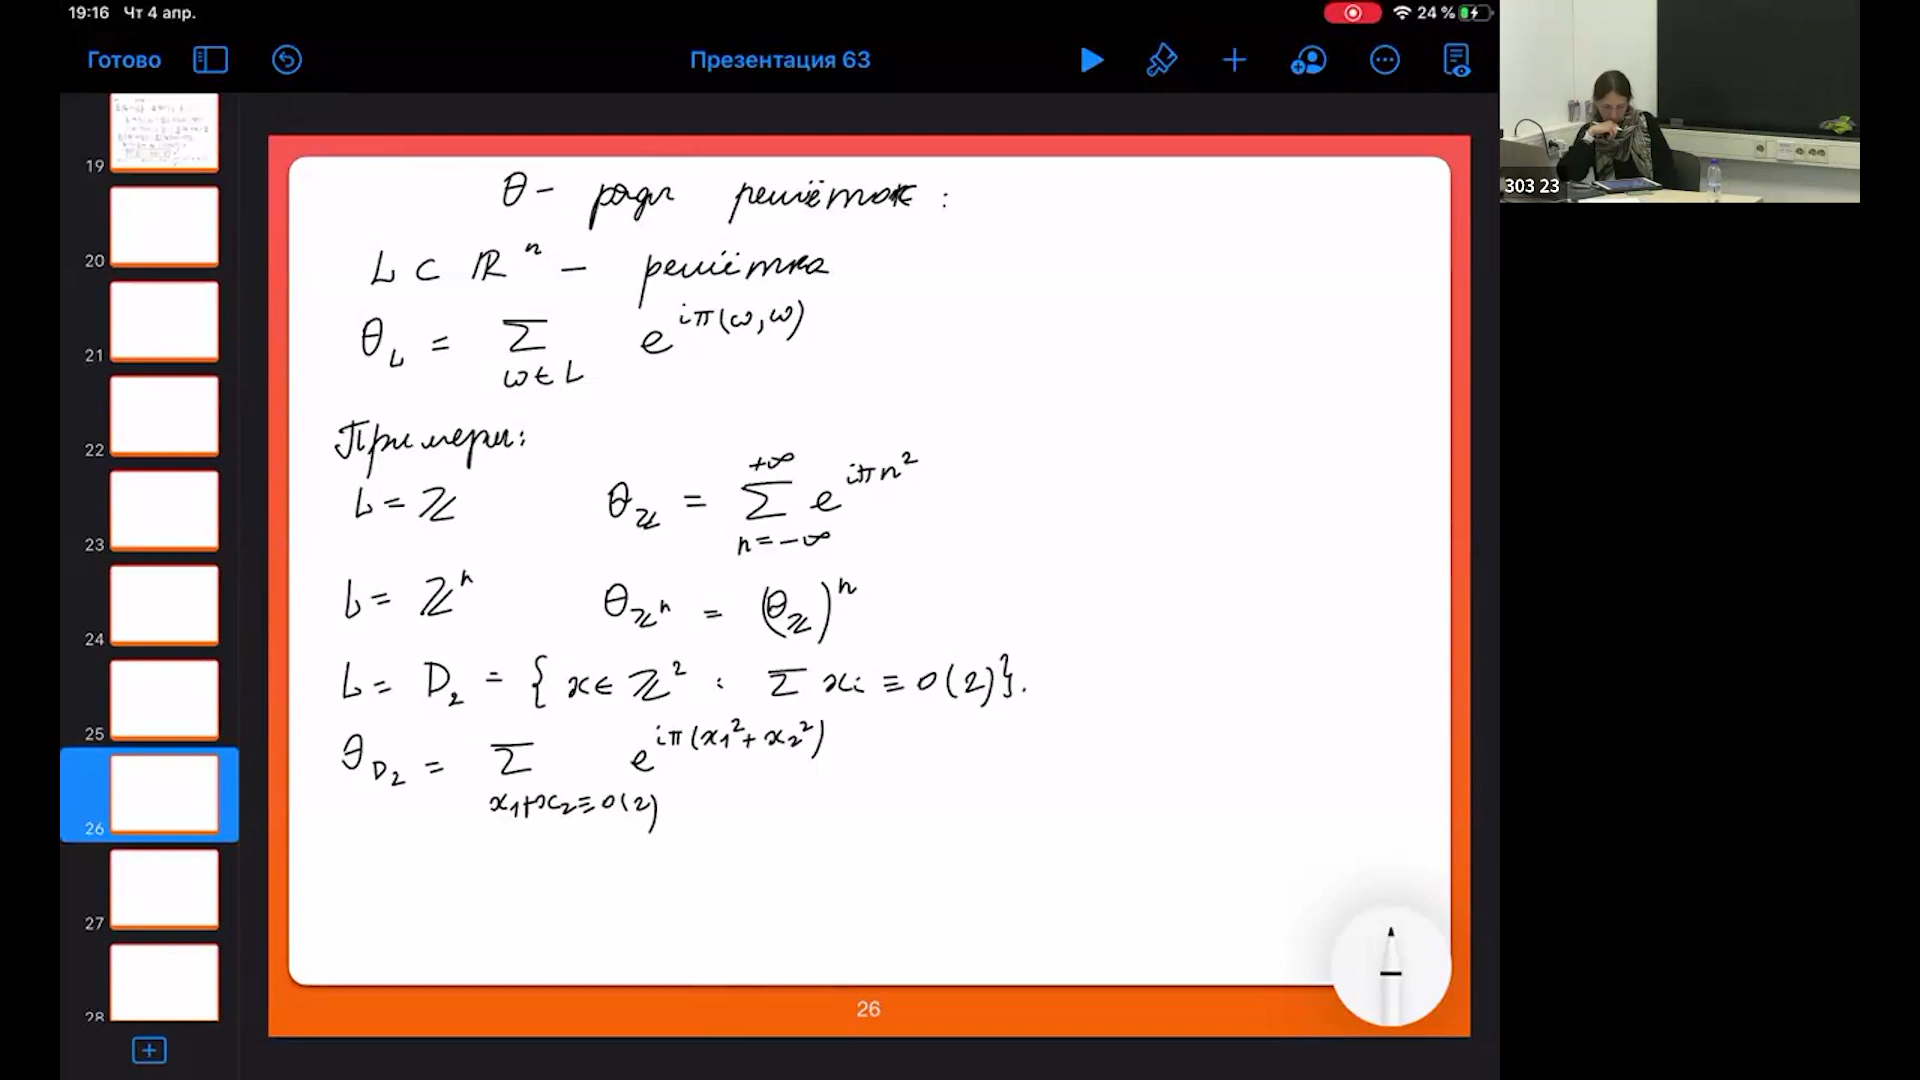 19:16 Чт 4 апр.
24 %
Готово
Презентация 63
303 23
19
20
21
22
23
24
25
26
27
28
θ - ряды решёток :
L ⊂ ℝⁿ – решётка
θ_L = Σ_{ω∈L} e^{iπ(ω,ω)}
Примеры:
L = ℤ θ_ℤ = Σ_{n=-∞}^{+∞} e^{iπn²}
L = ℤⁿ θ_{ℤⁿ} = (θ_ℤ)ⁿ
L = D₂ = { x ∈ ℤ² : Σ xi ≡ 0(2)}.
θ_{D₂} = Σ_{x₁+x₂≡0(2)} e^{iπ(x₁²+x₂²)}
26